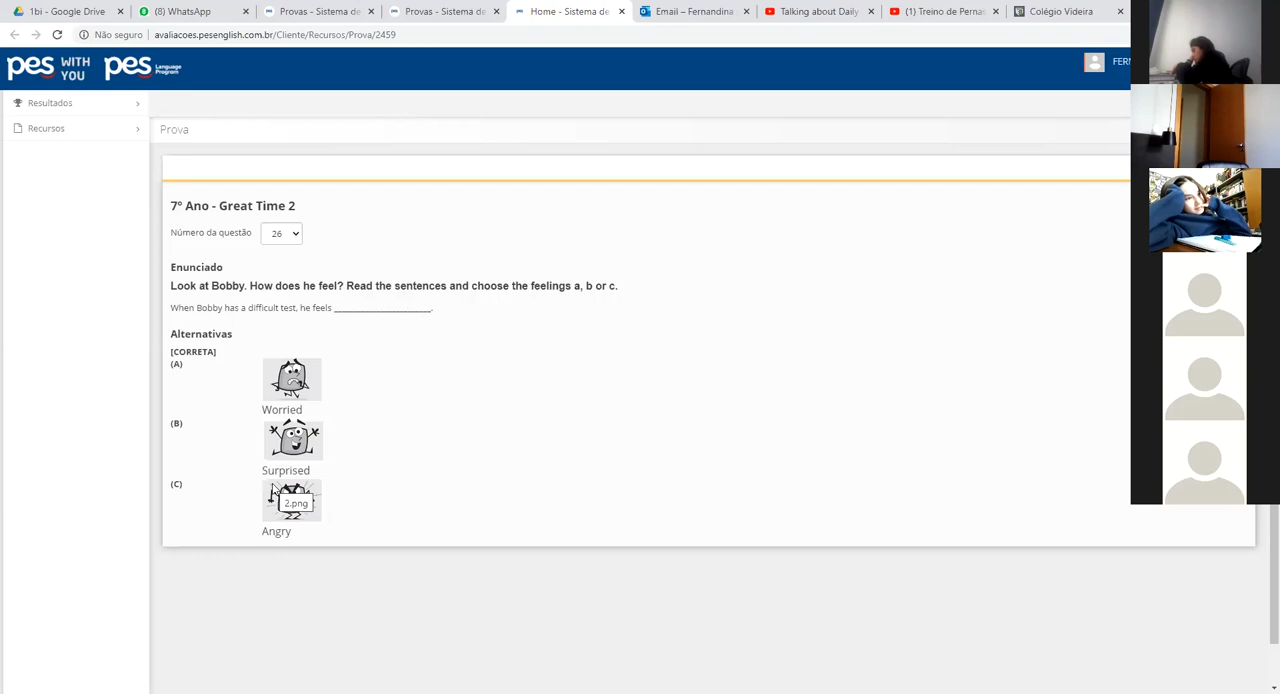 1bi - Google Drive
(8) WhatsApp
Provas - Sistema de
Provas - Sistema de
Home - Sistema de
Email – Fernandina
Talking about Daily
(1) Treino de Pernas
Colégio Videira
Não seguro
avaliacoes.pesenglish.com.br/Cliente/Recursos/Prova/2459
pes WITH YOU
pes Language Program
FERN
Resultados
Recursos
Prova
7º Ano - Great Time 2
Número da questão 26
Enunciado
Look at Bobby. How does he feel? Read the sentences and choose the feelings a, b or c.
When Bobby has a difficult test, he feels ______________________.
Alternativas
[CORRETA]
(A)
Worried
(B)
Surprised
(C)
2.png
Angry